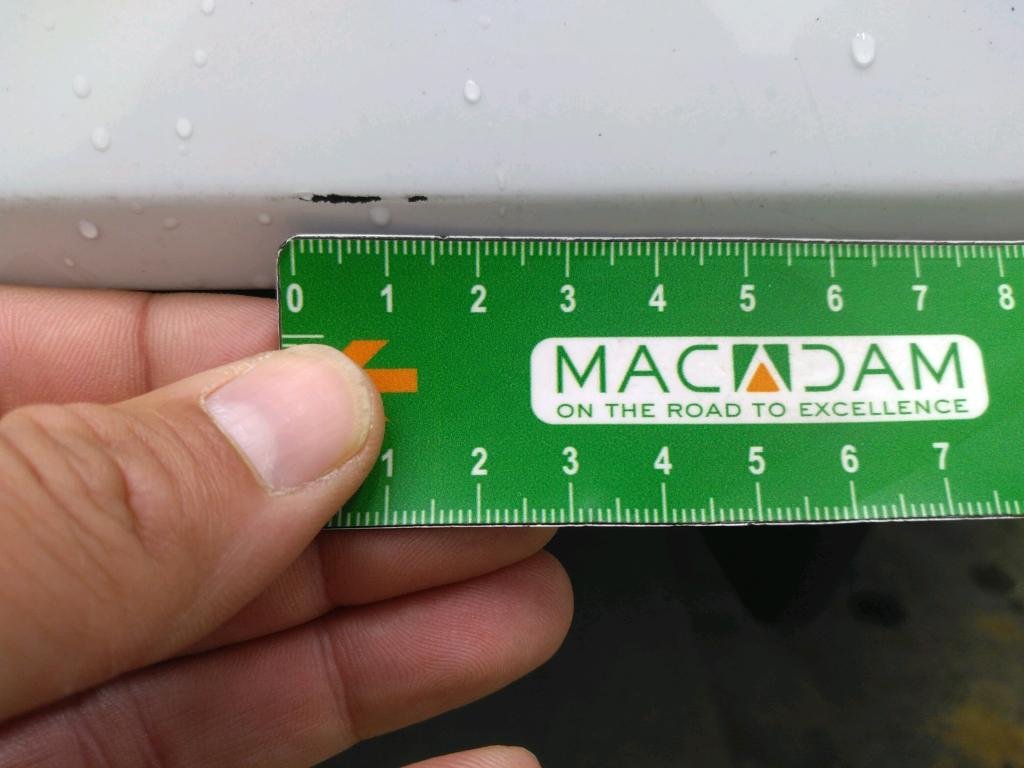 0 1 2 3 4 5 6 7 8
MACADAM
ON THE ROAD TO EXCELLENCE
1 2 3 4 5 6 7